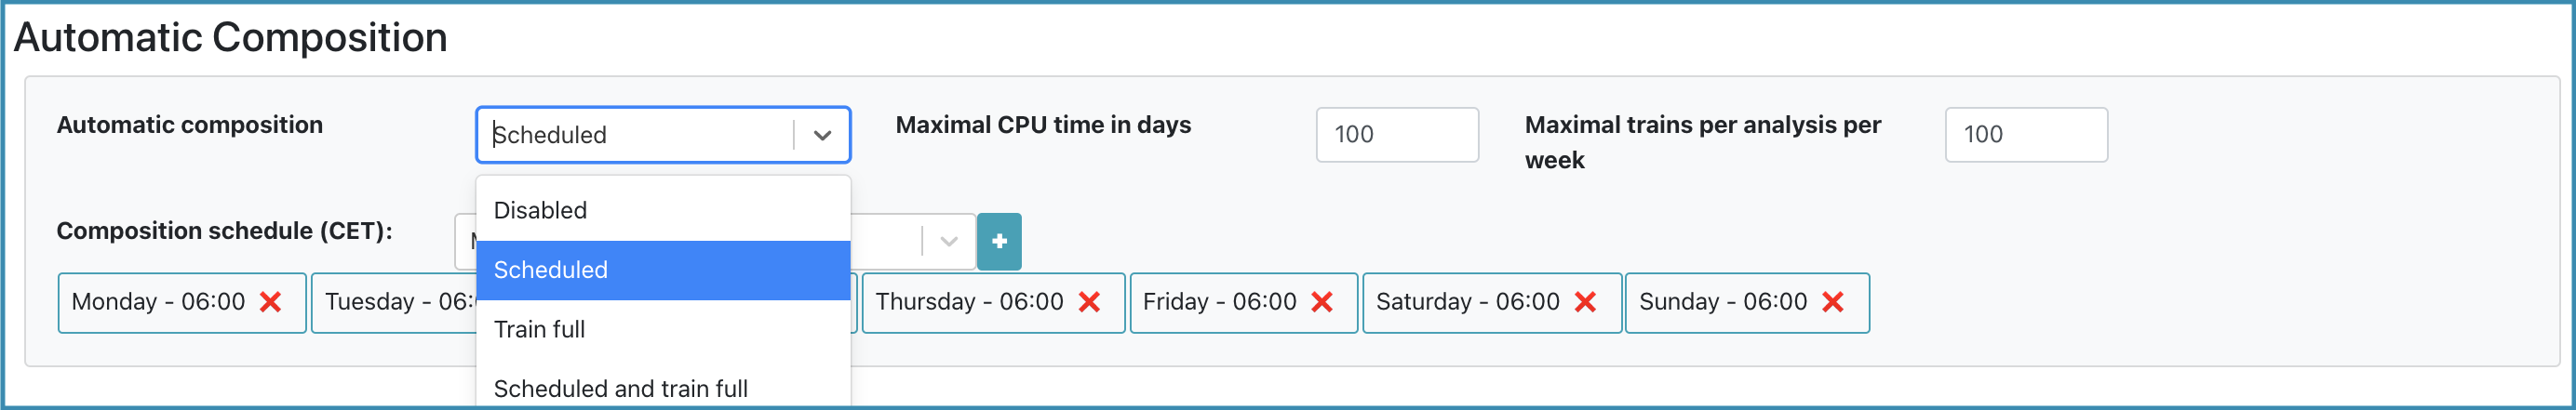 Automatic Composition
Automatic composition
Scheduled
Maximal CPU time in days
100
Maximal trains per analysis per
week
100
Disabled
Composition schedule (CET):
Scheduled
Monday - 06:00
Tuesday - 06:
Thursday - 06:00
Friday - 06:00
Saturday - 06:00
Sunday - 06:00
Train full
Scheduled and train full